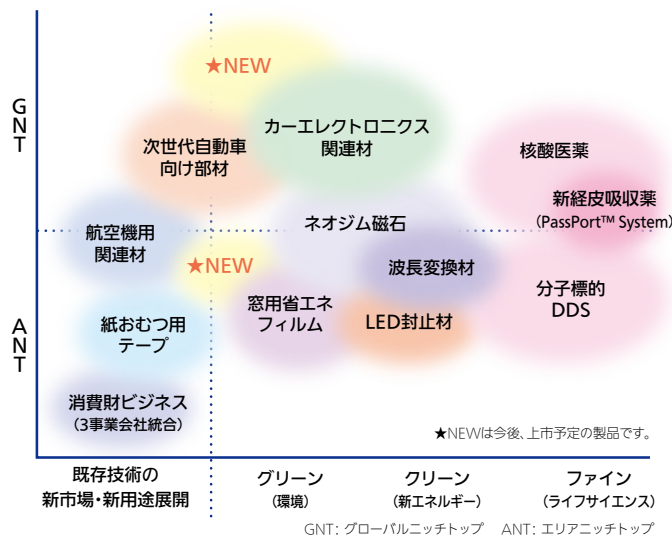 GNT
★NEW
カーエレクトロニクス
関連材
次世代自動車
向け部材
核酸医薬
新経皮吸収薬
(PassPort™ System)
ネオジム磁石
航空機用
関連材
★NEW
波長変換材
分子標的
DDS
窓用省エネ
フィルム
LED封止材
ANT
紙おむつ用
テープ
消費財ビジネス
(3事業会社統合)
★NEWは今後、上市予定の製品です。
既存技術の
新市場・新用途展開
グリーン
(環境)
クリーン
(新エネルギー)
ファイン
(ライフサイエンス)
GNT: グローバルニッチトップ ANT: エリアニッチトップ